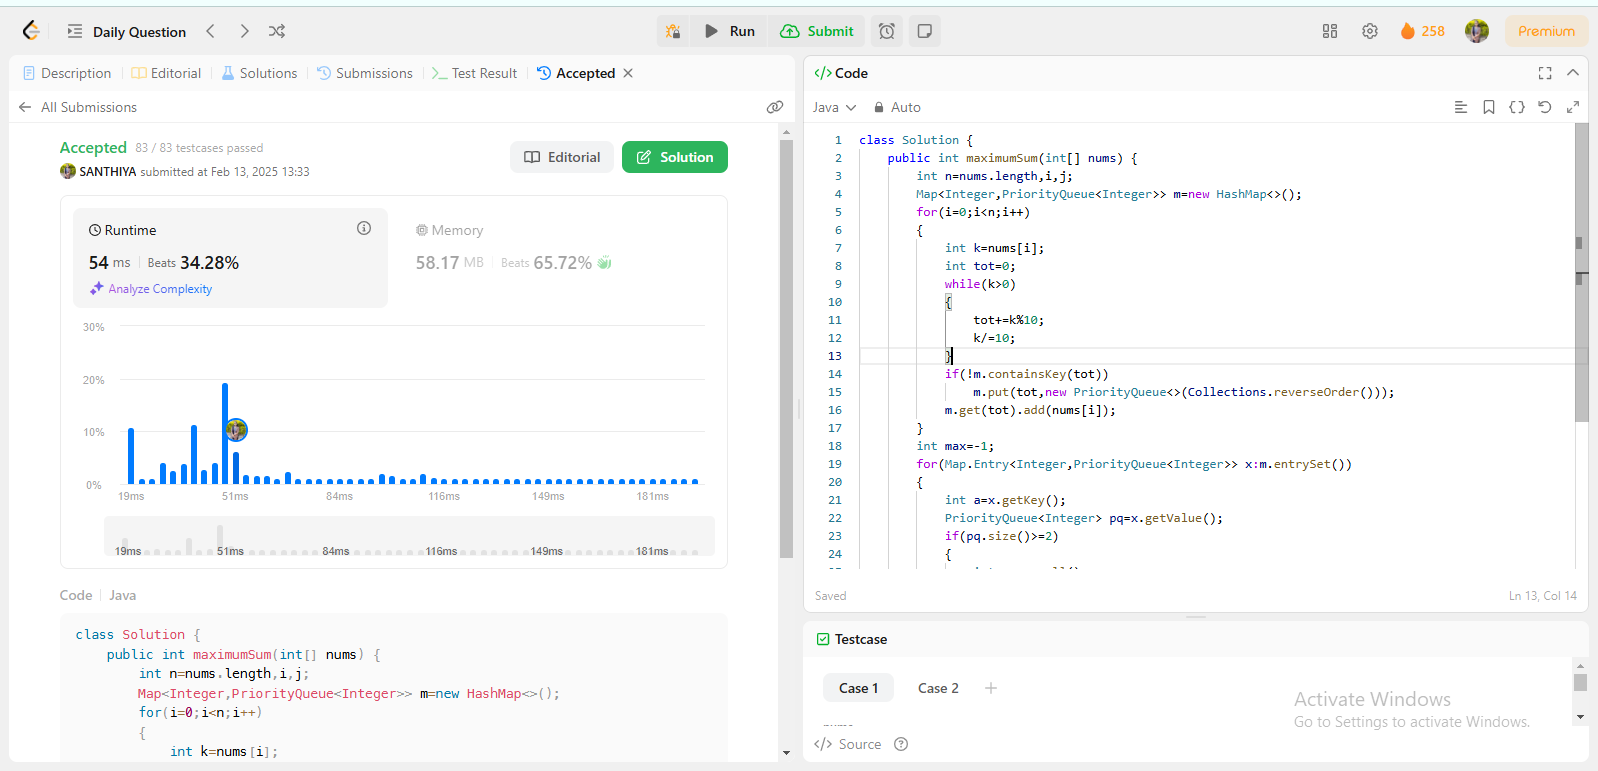 Daily Question
Run
Submit
258
Premium
Description
Editorial
Solutions
Submissions
Test Result
Accepted
All Submissions
Accepted 83 / 83 testcases passed
SANTHIYA submitted at Feb 13, 2025 13:33
Editorial
Solution
Runtime
54 ms Beats 34.28%
Analyze Complexity
Memory
58.17 MB Beats 65.72%
30%
20%
10%
0%
19ms 51ms 84ms 116ms 149ms 181ms
19ms 51ms 84ms 116ms 149ms 181ms
Code Java
class Solution {
public int maximumSum(int[] nums) {
int n=nums.length,i,j;
Map<Integer,PriorityQueue<Integer>> m=new HashMap<>();
for(i=0;i<n;i++)
{
int k=nums[i];
</> Code
Java Auto
1 class Solution {
2 public int maximumSum(int[] nums) {
3 int n=nums.length,i,j;
4 Map<Integer,PriorityQueue<Integer>> m=new HashMap<>();
5 for(i=0;i<n;i++)
6 {
7 int k=nums[i];
8 int tot=0;
9 while(k>0)
10 {
11 tot+=k%10;
12 k/=10;
13 }
14 if(!m.containsKey(tot))
15 m.put(tot,new PriorityQueue<>(Collections.reverseOrder()));
16 m.get(tot).add(nums[i]);
17 }
18 int max=-1;
19 for(Map.Entry<Integer,PriorityQueue<Integer>> x:m.entrySet())
20 {
21 int a=x.getKey();
22 PriorityQueue<Integer> pq=x.getValue();
23 if(pq.size()>=2)
24 {
Saved
Ln 13, Col 14
Testcase
Case 1
Case 2
+
Activate Windows
Go to Settings to activate Windows.
</> Source